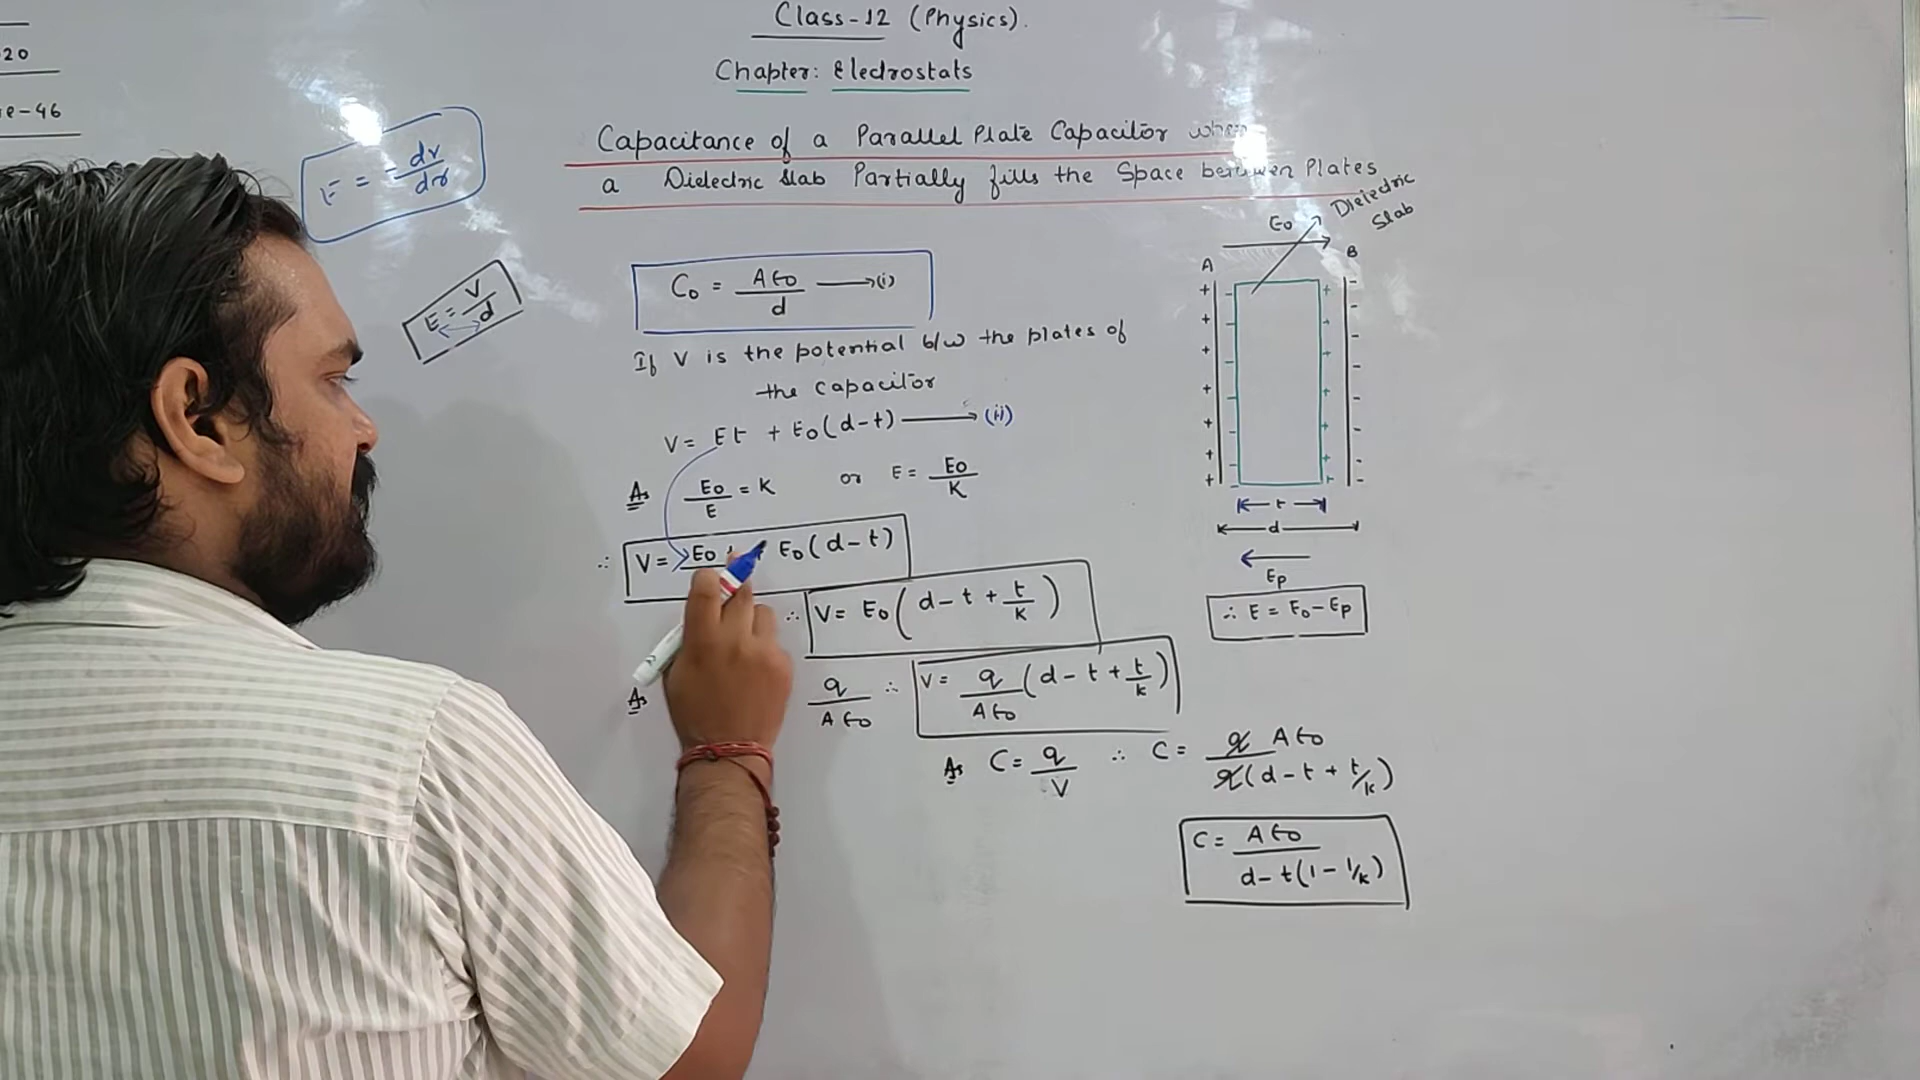 20
e-46
Class-12 (Physics).
Chapter: Electrostats
Capacitance of a Parallel Plate Capacitor when
a Dielectric Slab Partially fills the Space between Plates
E = -dv/dr
E = V/d
C₀ = Aε₀/d ⟶(i)
If V is the potential b/w the plates of
the capacitor
V = Et + E₀(d-t) ⟶ (ii)
As E₀/E = K or E = E₀/K
∴ V = E₀ + E₀(d-t)
∴ V = E₀(d-t + t/k)
As q/Aε₀ ∴ V = q/Aε₀ (d-t + t/k)
As C = q/V ∴ C = q Aε₀/q(d-t + t/k)
C = Aε₀/d-t(1-1/k)
Dielectric
Slab
E₀
A B
t
d
Ep
∴ E = E₀ - Ep